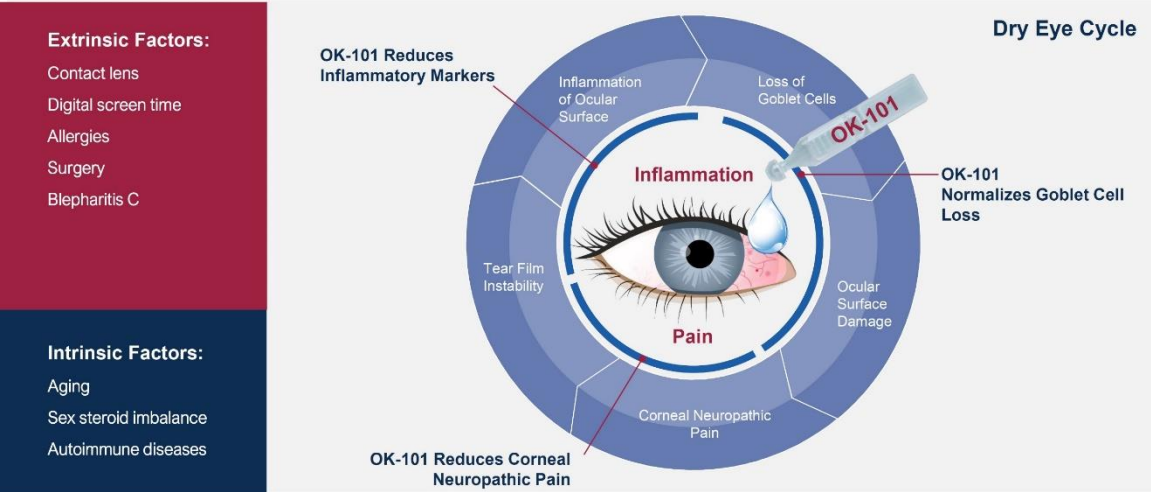 Extrinsic Factors:
Contact lens
Digital screen time
Allergies
Surgery
Blepharitis C
Intrinsic Factors:
Aging
Sex steroid imbalance
Autoimmune diseases
Dry Eye Cycle
OK-101 Reduces
Inflammatory Markers
Inflammation
of Ocular
Surface
Loss of
Goblet Cells
OK-101
Inflammation
OK-101
Normalizes Goblet Cell
Loss
Tear Film
Instability
Ocular
Surface
Damage
Pain
Corneal Neuropathic
Pain
OK-101 Reduces Corneal
Neuropathic Pain